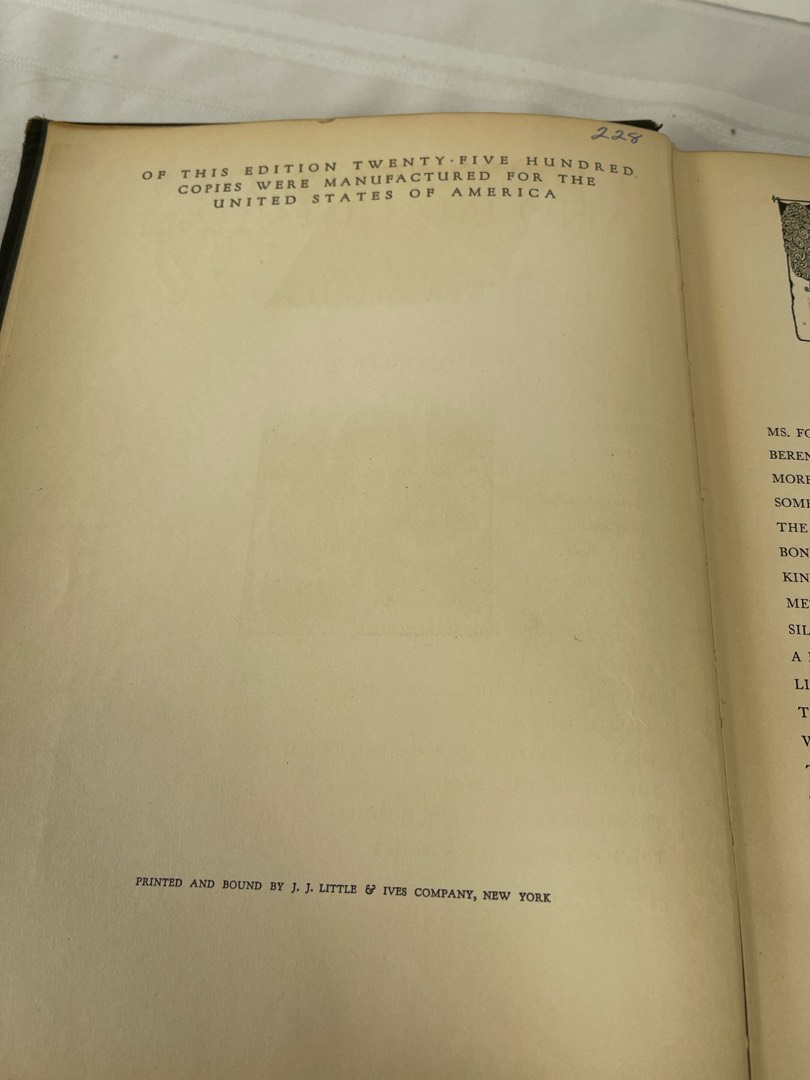 228
OF THIS EDITION TWENTY-FIVE HUNDRED
COPIES WERE MANUFACTURED FOR THE
UNITED STATES OF AMERICA
PRINTED AND BOUND BY J. J. LITTLE & IVES COMPANY, NEW YORK
MS. FO
BEREN
MORE
SOME
THE
BON
KIN
ME
SIL
A
LI
T